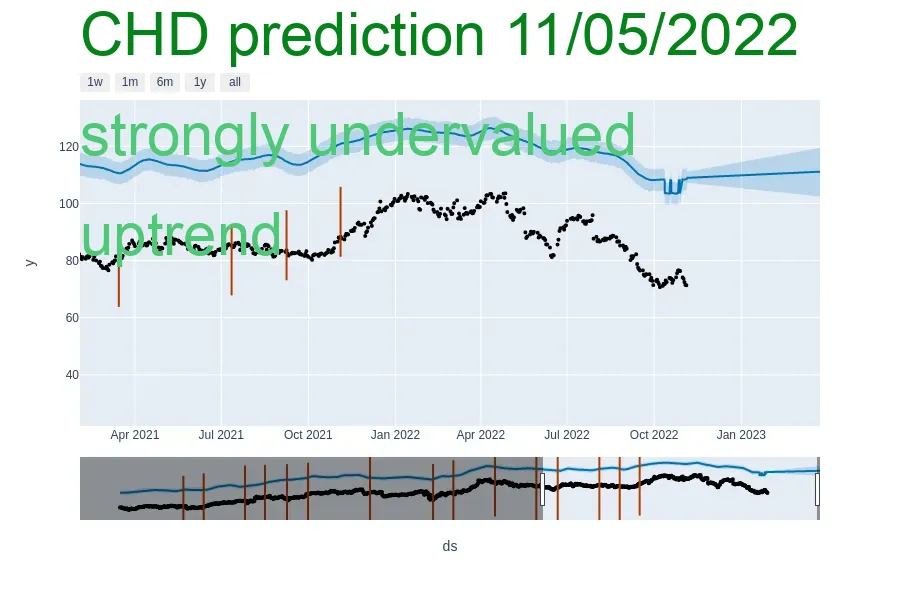 CHD prediction 11/05/2022
1w 1m 6m 1y all
strongly undervalued
120
100
uptrend
80
y
60
40
Apr 2021 Jul 2021 Oct 2021 Jan 2022 Apr 2022 Jul 2022 Oct 2022 Jan 2023
ds